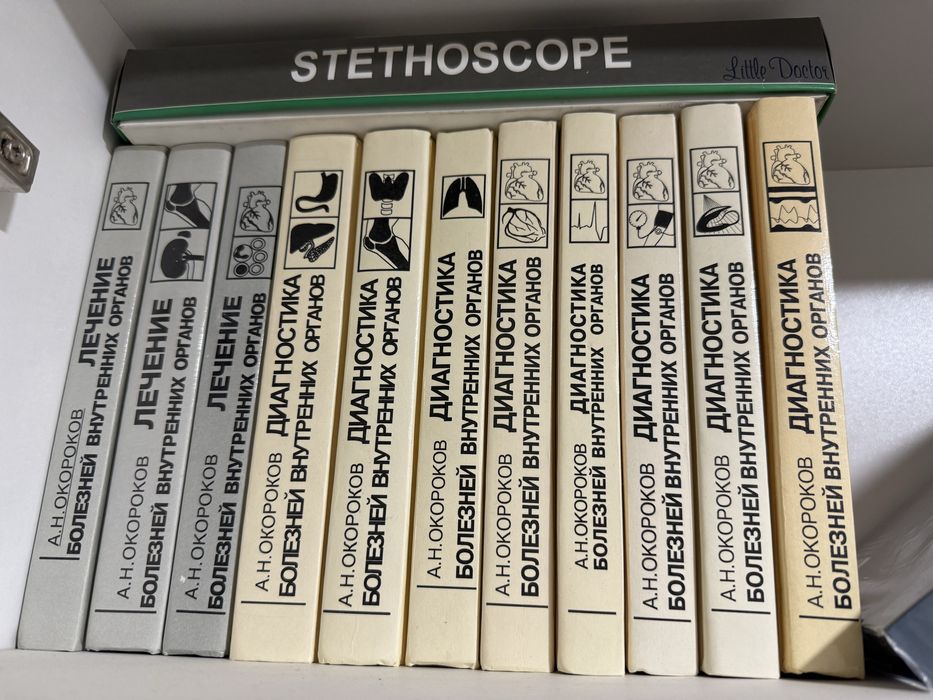 STETHOSCOPE
Little Doctor
А.Н.ОКОРОКОВ ЛЕЧЕНИЕ
БОЛЕЗНЕЙ ВНУТРЕННИХ ОРГАНОВ
А.Н.ОКОРОКОВ ЛЕЧЕНИЕ
БОЛЕЗНЕЙ ВНУТРЕННИХ ОРГАНОВ
А.Н.ОКОРОКОВ ЛЕЧЕНИЕ
БОЛЕЗНЕЙ ВНУТРЕННИХ ОРГАНОВ
А.Н.ОКОРОКОВ ДИАГНОСТИКА
БОЛЕЗНЕЙ ВНУТРЕННИХ ОРГАНОВ
А.Н.ОКОРОКОВ ДИАГНОСТИКА
БОЛЕЗНЕЙ ВНУТРЕННИХ ОРГАНОВ
А.Н.ОКОРОКОВ ДИАГНОСТИКА
БОЛЕЗНЕЙ ВНУТРЕННИХ ОРГАНОВ
А.Н.ОКОРОКОВ ДИАГНОСТИКА
БОЛЕЗНЕЙ ВНУТРЕННИХ ОРГАНОВ
А.Н.ОКОРОКОВ ДИАГНОСТИКА
БОЛЕЗНЕЙ ВНУТРЕННИХ ОРГАНОВ
А.Н.ОКОРОКОВ ДИАГНОСТИКА
БОЛЕЗНЕЙ ВНУТРЕННИХ ОРГАНОВ
А.Н.ОКОРОКОВ ДИАГНОСТИКА
БОЛЕЗНЕЙ ВНУТРЕННИХ ОРГАНОВ
А.Н.ОКОРОКОВ ДИАГНОСТИКА
БОЛЕЗНЕЙ ВНУТРЕННИХ ОРГАНОВ